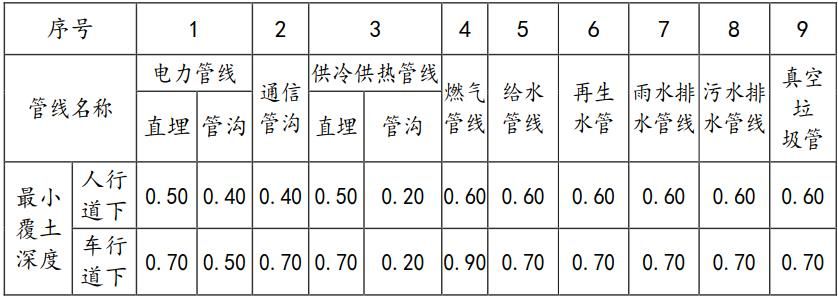 序号 1 2 3 4 5 6 7 8 9
管线名称 电力管线 通信管沟 供冷供热管线 燃气管线 给水管线 再生水管 雨水排水管线 污水排水管线 真空垃圾管
直埋 管沟 直埋 管沟
最小覆土深度 人行道下 0.50 0.40 0.40 0.50 0.20 0.60 0.60 0.60 0.60 0.60 0.60
车行道下 0.70 0.50 0.70 0.70 0.20 0.90 0.70 0.70 0.70 0.70 0.70